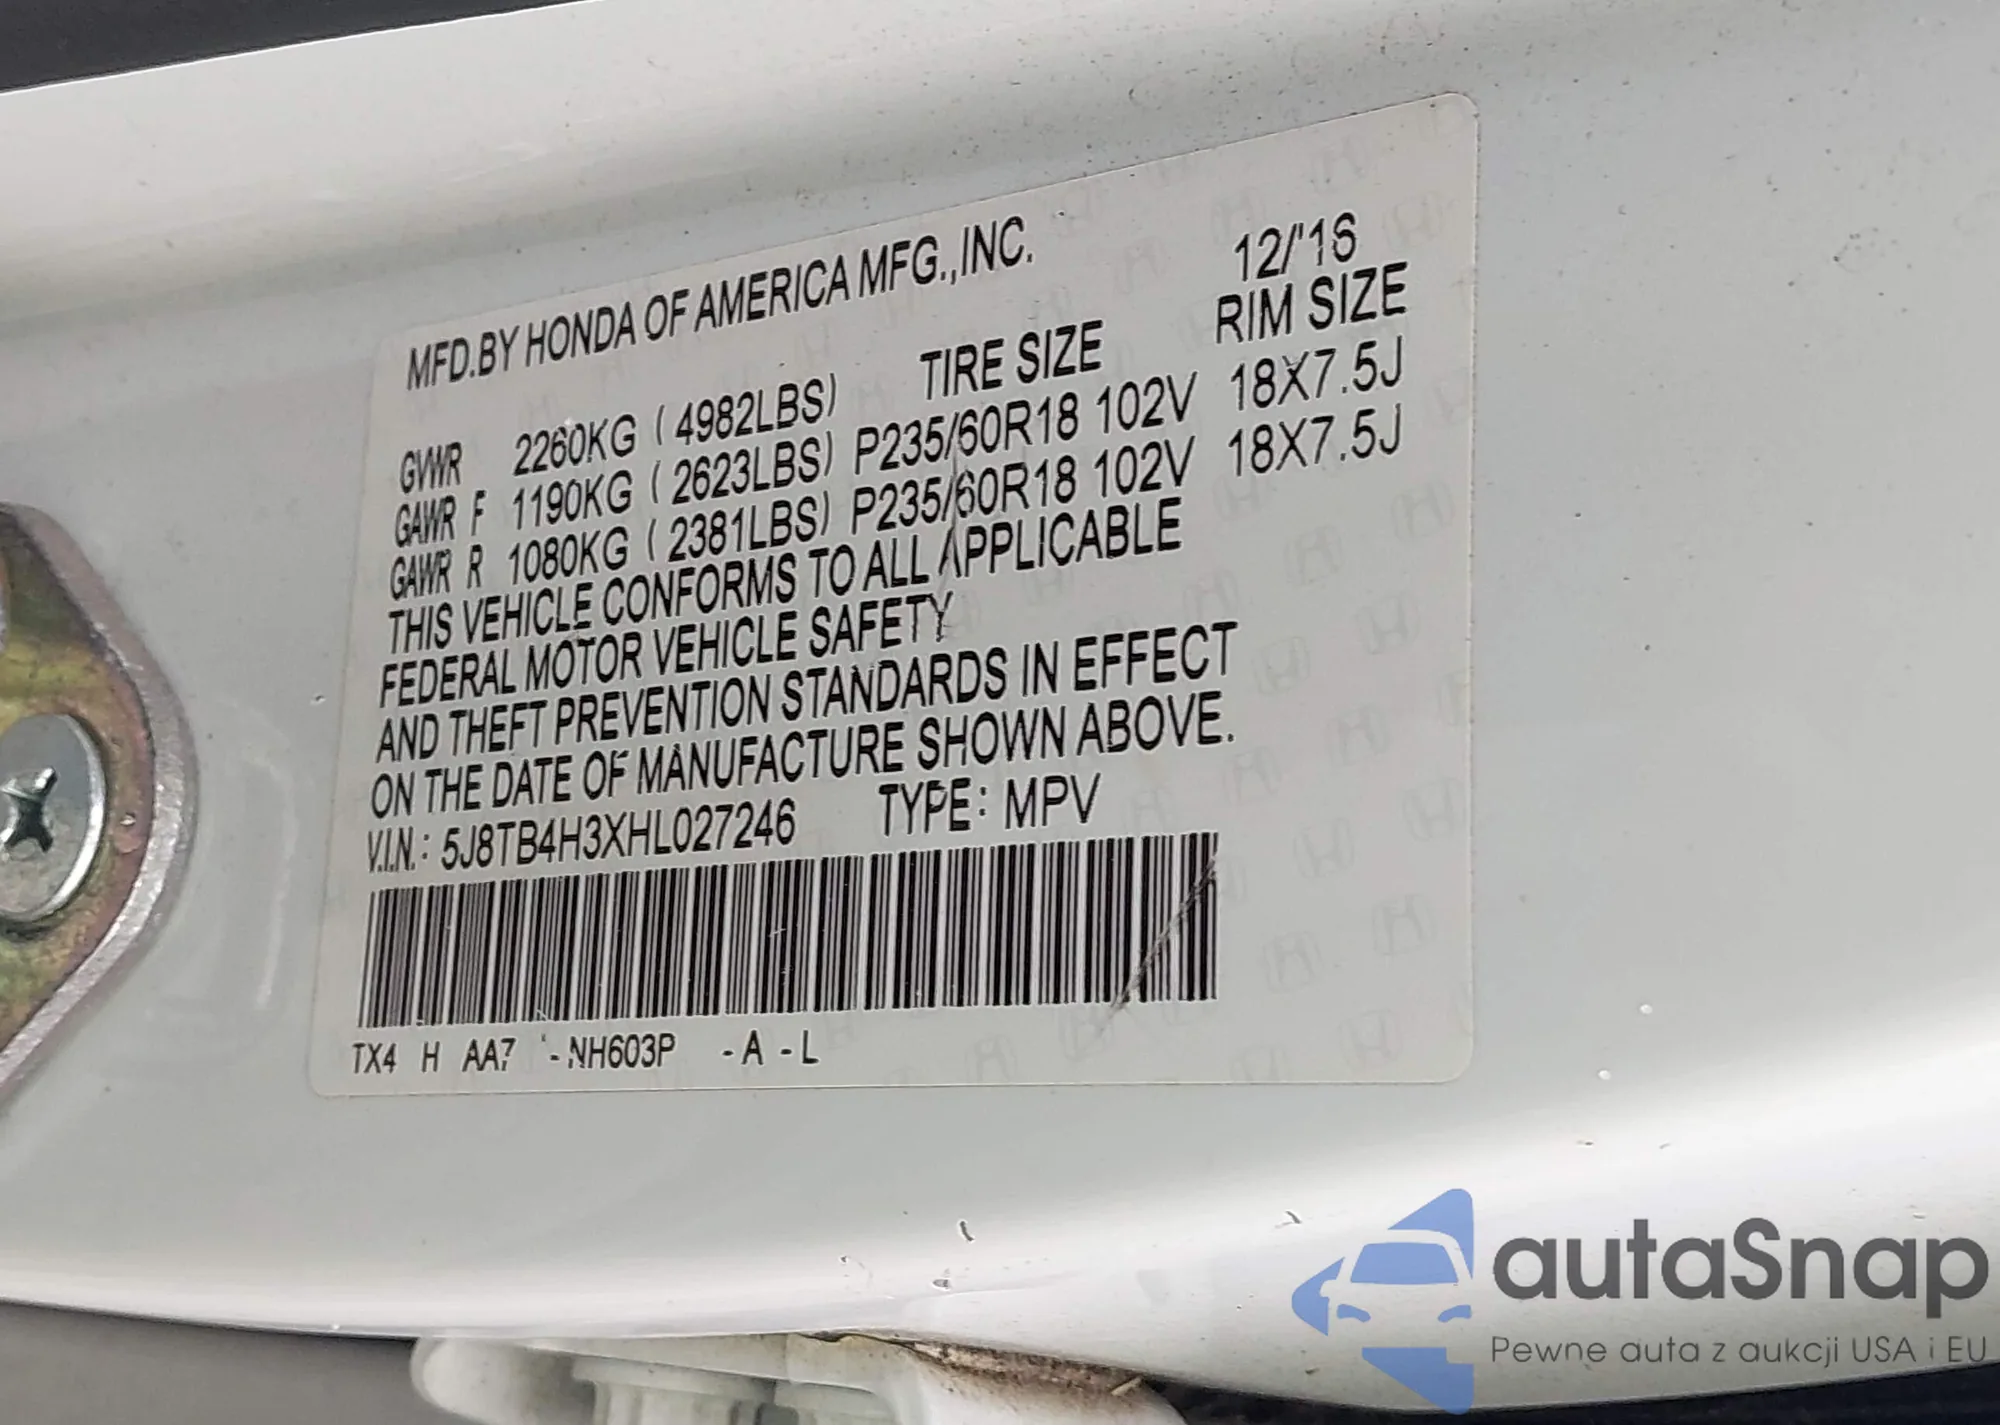 MFD.BY HONDA OF AMERICA MFG.,INC. 12/'16
TIRE SIZE RIM SIZE
GVWR 2260KG ( 4982LBS)
GAWR F 1190KG ( 2623LBS) P235/60R18 102V 18X7.5J
GAWR R 1080KG ( 2381LBS) P235/60R18 102V 18X7.5J
THIS VEHICLE CONFORMS TO ALL APPLICABLE
FEDERAL MOTOR VEHICLE SAFETY
AND THEFT PREVENTION STANDARDS IN EFFECT
ON THE DATE OF MANUFACTURE SHOWN ABOVE.
V.I.N.: 5J8TB4H3XHL027246 TYPE: MPV
TX4 H AA7 - NH603P - A - L
autaSnap
Pewne auta z aukcji USA i EU